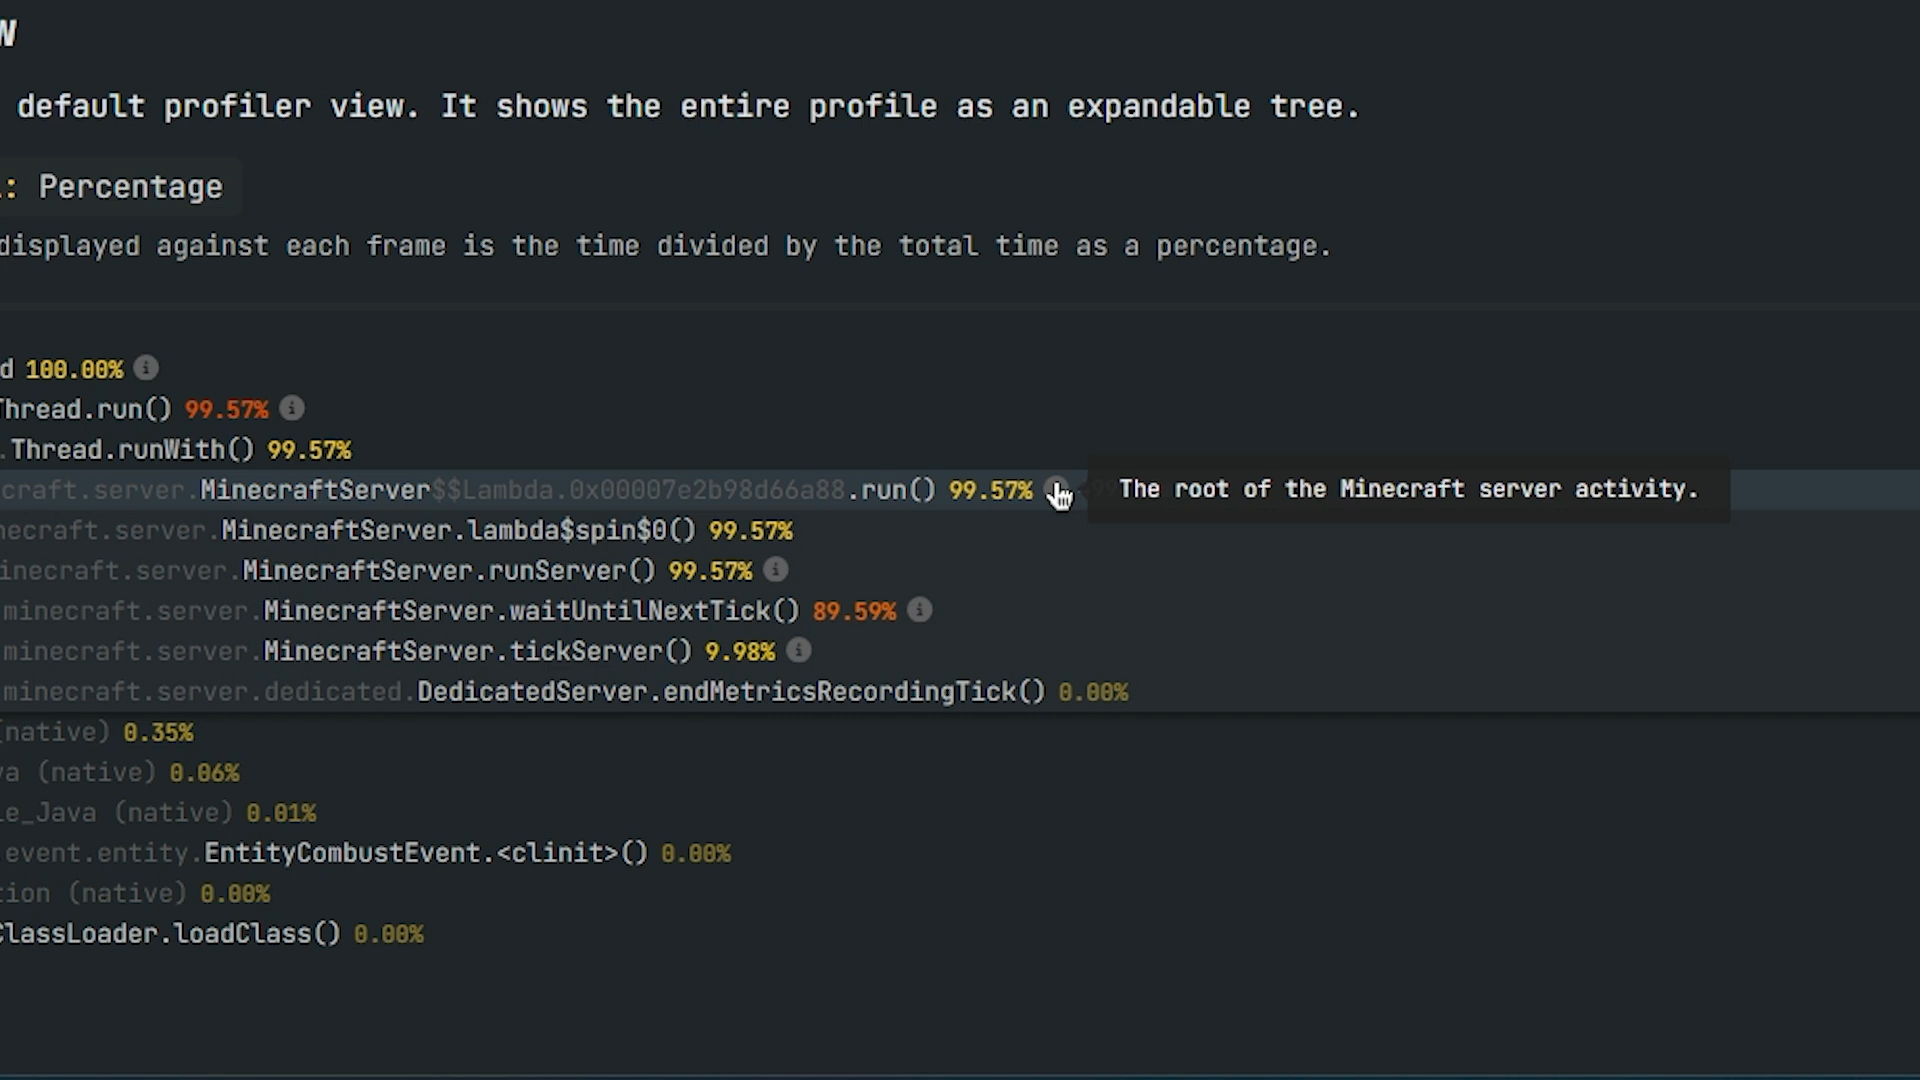 default profiler view. It shows the entire profile as an expandable tree.
: Percentage
displayed against each frame is the time divided by the total time as a percentage.
d 100.00%
Thread.run() 99.57%
.Thread.runWith() 99.57%
craft.server.MinecraftServer$$Lambda.0x00007e2b98d66a88.run() 99.57% The root of the Minecraft server activity.
necraft.server.MinecraftServer.lambda$spin$0() 99.57%
inecraft.server.MinecraftServer.runServer() 99.57%
minecraft.server.MinecraftServer.waitUntilNextTick() 89.59%
minecraft.server.MinecraftServer.tickServer() 9.98%
minecraft.server.dedicated.DedicatedServer.endMetricsRecordingTick() 0.00%
(native) 0.35%
va (native) 0.06%
le_Java (native) 0.01%
event.entity.EntityCombustEvent.<clinit>() 0.00%
tion (native) 0.00%
ClassLoader.loadClass() 0.00%